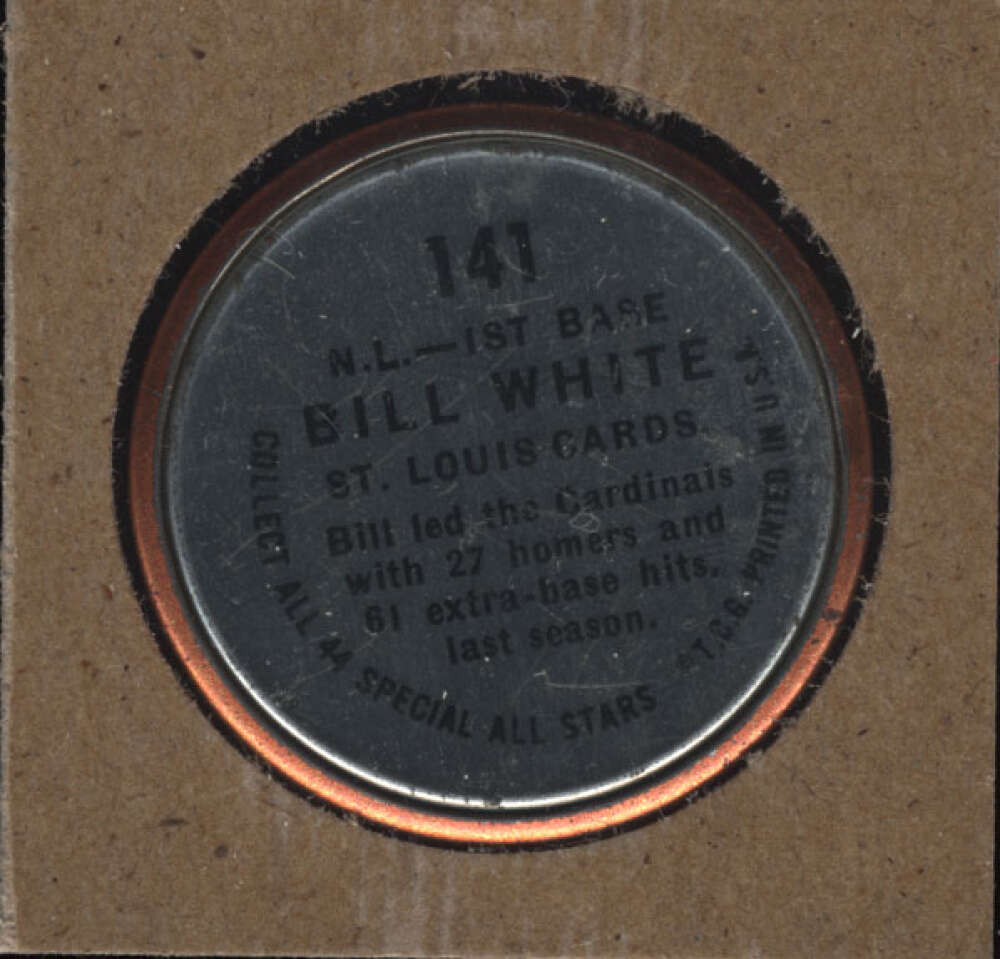 141
N.L.—1ST BASE
BILL WHITE
ST. LOUIS CARDS
Bill led the Cardinals
with 27 homers and
61 extra-base hits,
last season.
COLLECT ALL 44 SPECIAL ALL STARS
©T.C.G. PRINTED IN U.S.A.